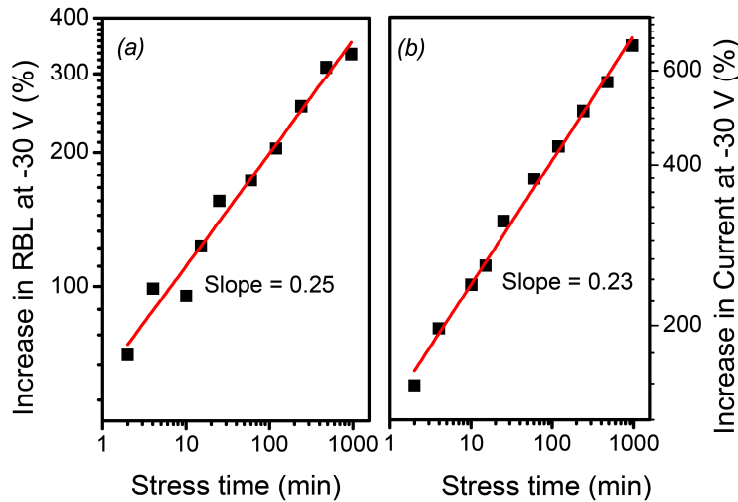 (a)
Increase in RBL at -30 V (%)
400
300
200
100
Slope = 0.25
1
10
100
1000
Stress time (min)
(b)
Increase in Current at -30 V (%)
600
400
200
Slope = 0.23
1
10
100
1000
Stress time (min)